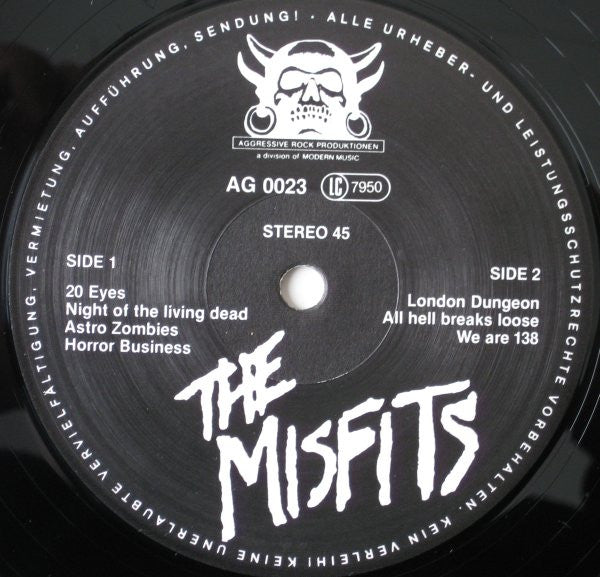 ALLE URHEBER- UND LEISTUNGSSCHUTZRECHTE VORBEHALTEN. KEIN VERLEIH! KEINE UNERLAUBTE VERVIELFÄLTIGUNG, VERMIETUNG, AUFFÜHRUNG, SENDUNG! ·
AGGRESSIVE ROCK PRODUKTIONEN
a division of MODERN MUSIC
AG 0023 LC 7950
STEREO 45
SIDE 1
20 Eyes
Night of the living dead
Astro Zombies
Horror Business
SIDE 2
London Dungeon
All hell breaks loose
We are 138
THE
MISFITS